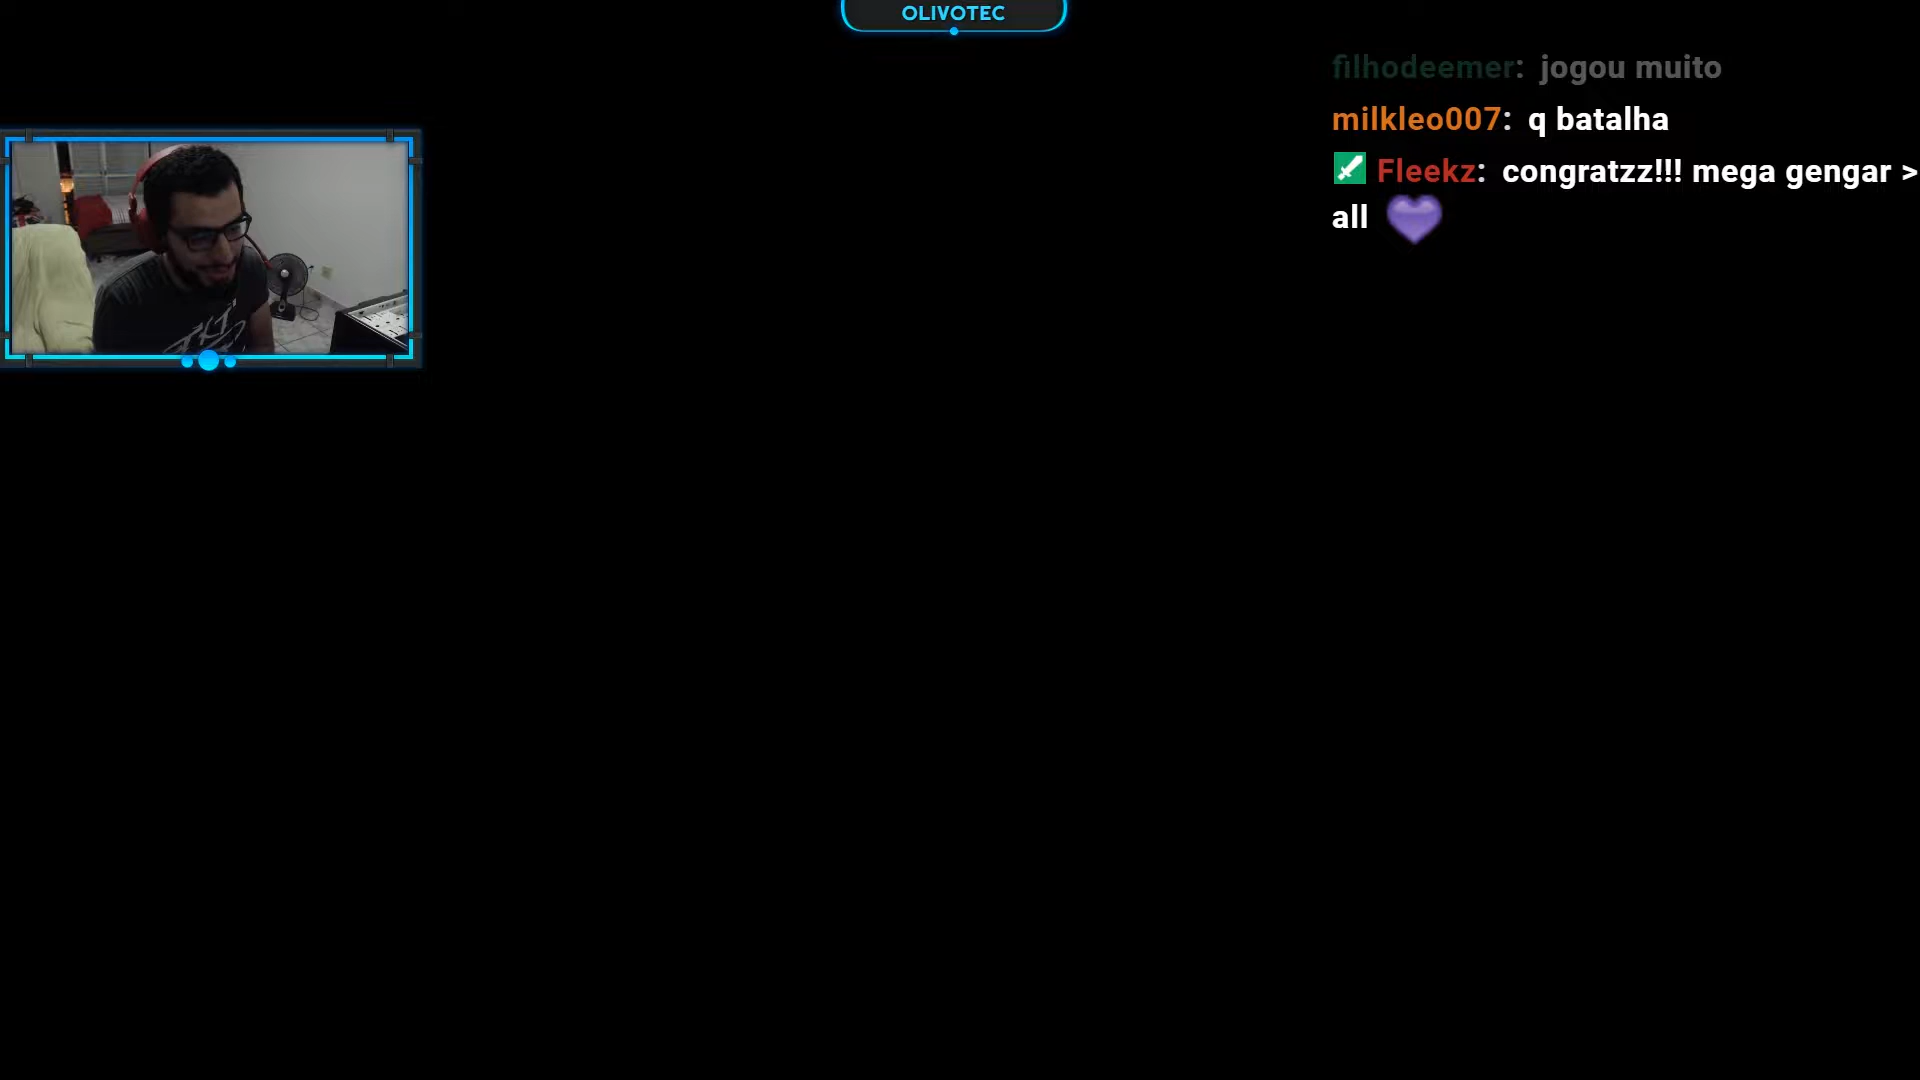 OLIVOTEC
filhodeemer: jogou muito
milkleo007: q batalha
Fleekz: congratzz!!! mega gengar >
all